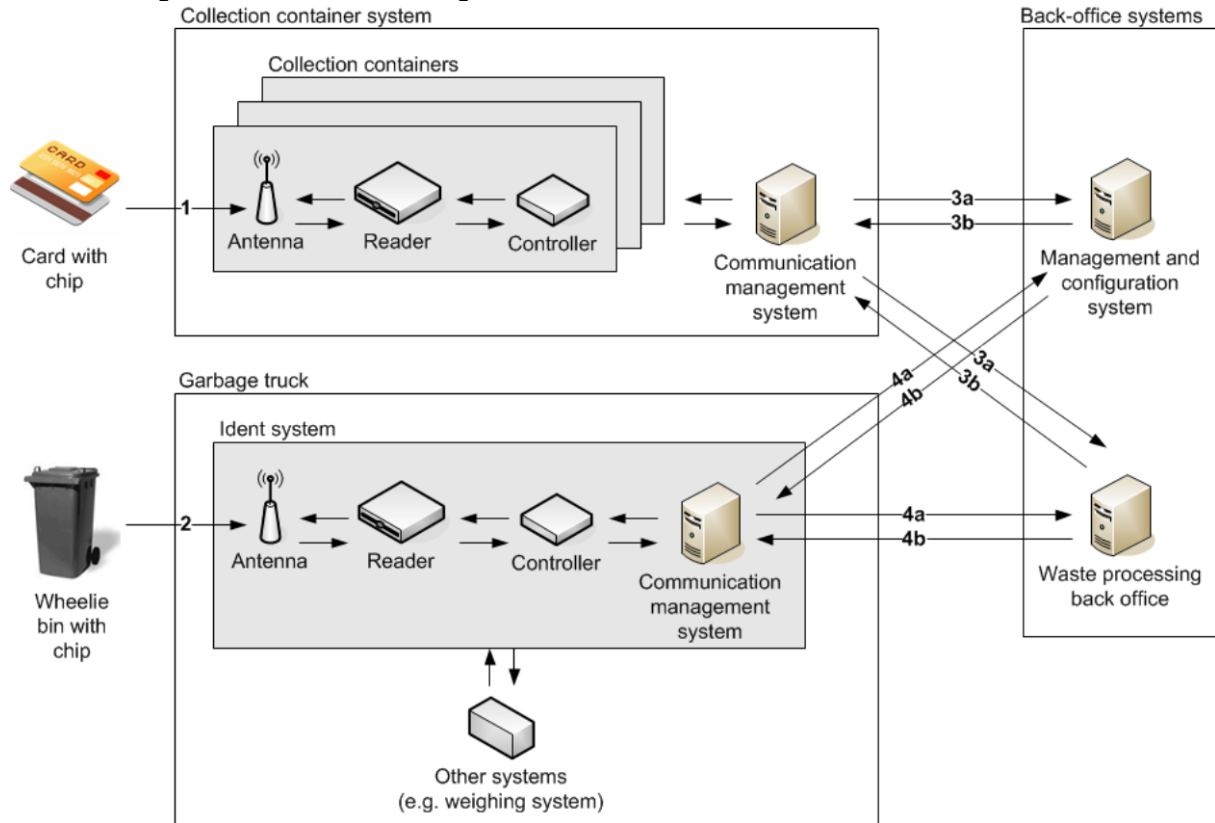 Collection container system
Back-office systems
Collection containers
CARD
1
Antenna
Reader
Controller
Card with
chip
Communication
management
system
3a
3b
Management and
configuration
system
3a
3b
4a
4b
Garbage truck
Ident system
2
Antenna
Reader
Controller
Communication
management
system
4a
4b
Waste processing
back office
Wheelie
bin with
chip
Other systems
(e.g. weighing system)